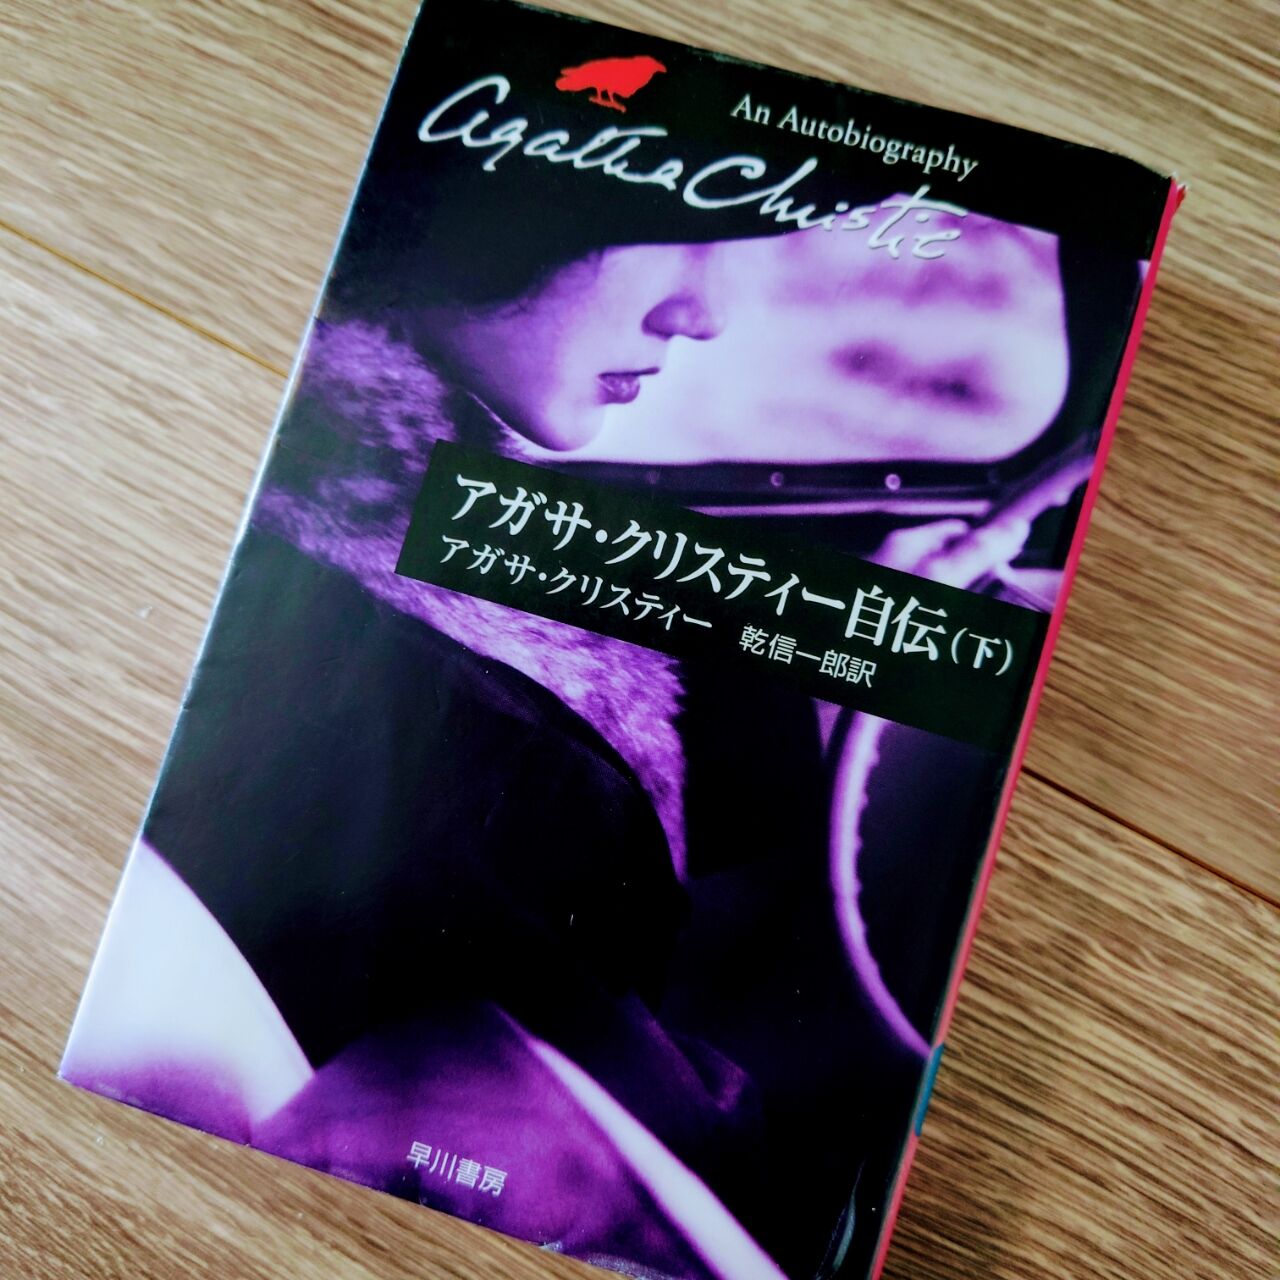 An Autobiography
Agatha Christie
アガサ・クリスティー自伝(下)
アガサ・クリスティー 乾信一郎訳
早川書房